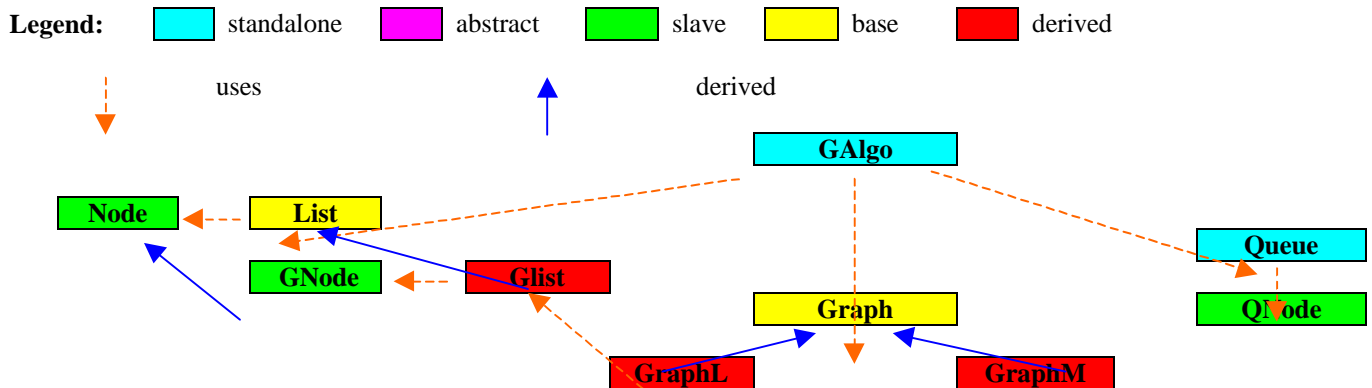 Legend: standalone abstract slave base derived
uses derived
GAlgo
Node List
Queue
GNode Glist
Graph QNode
GraphL GraphM